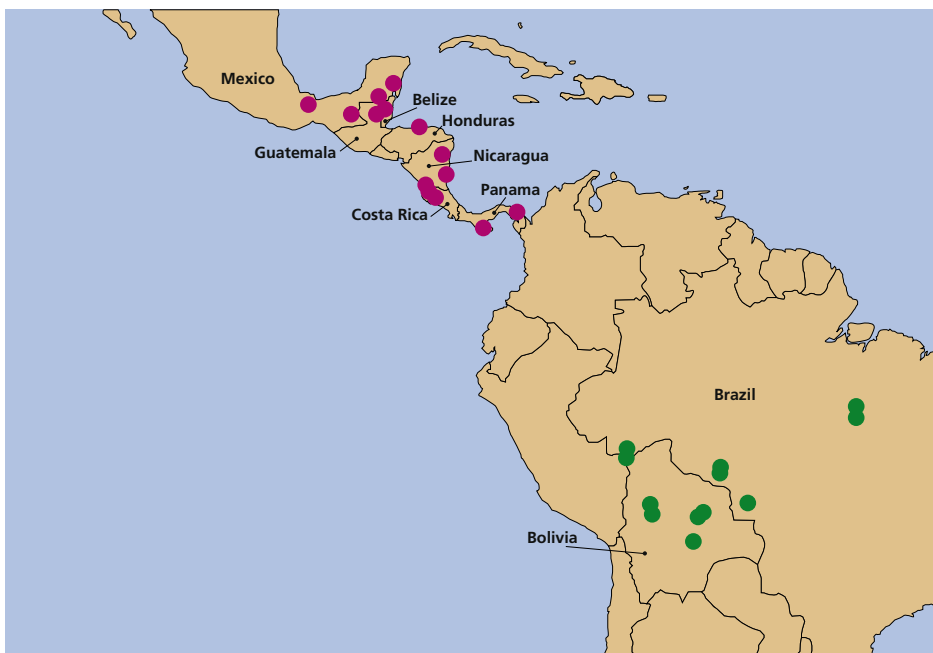 Mexico
Belize
Honduras
Guatemala
Nicaragua
Panama
Costa Rica
Brazil
Bolivia